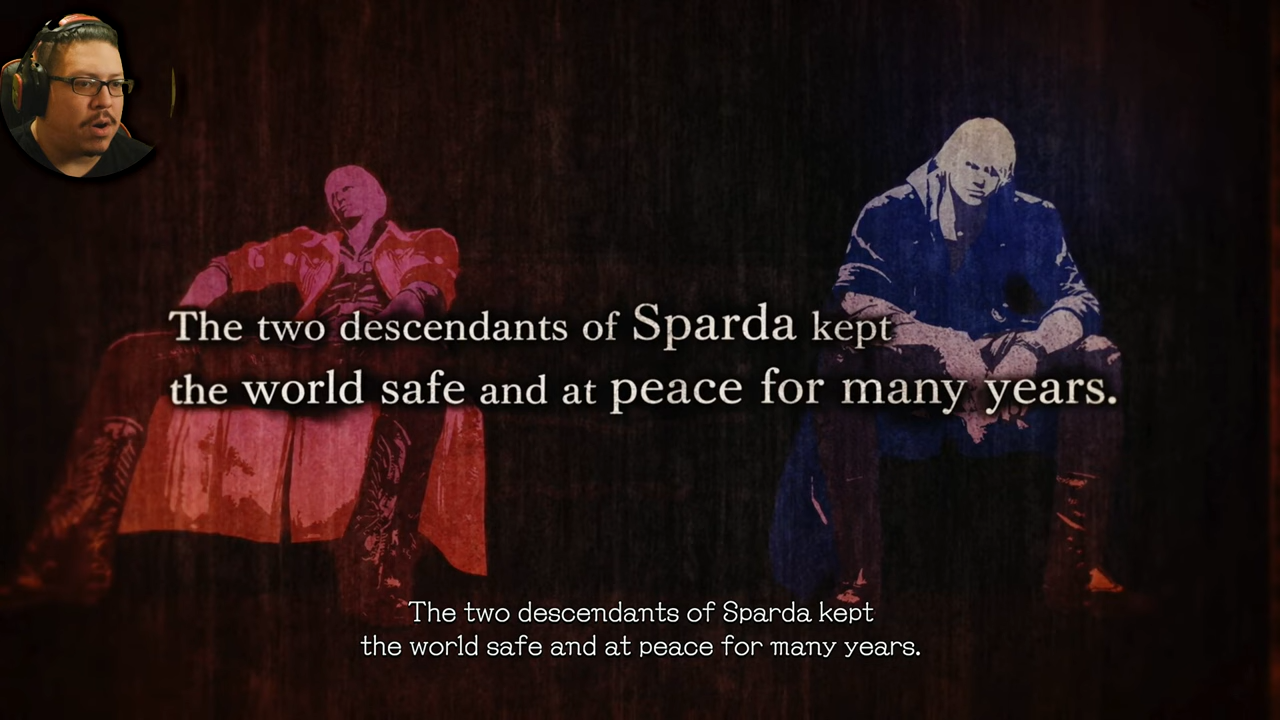 The two descendants of Sparda kept
the world safe and at peace for many years.
The two descendants of Sparda kept
the world safe and at peace for many years.